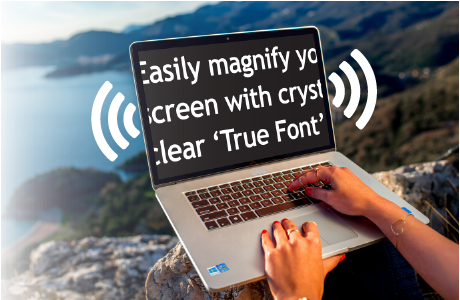 Easily magnify yo
screen with cryst
clear ‘True Font’